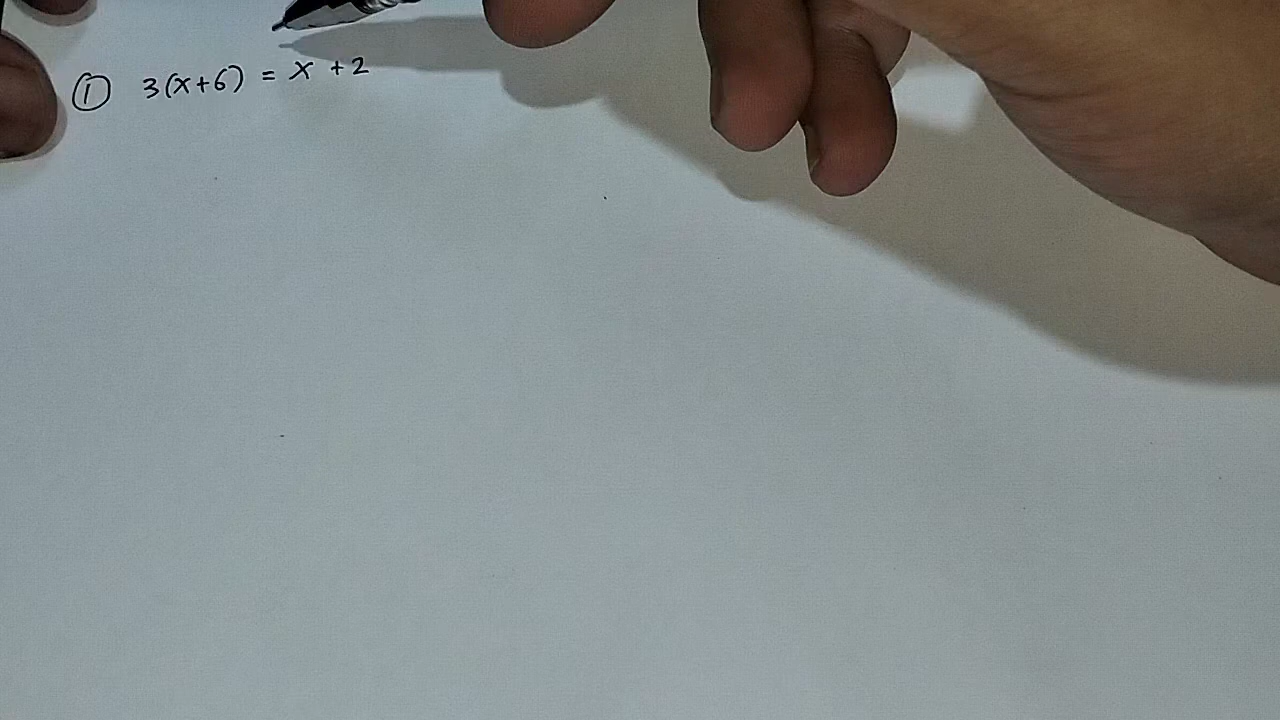 ① 3(x+6) = x + 2